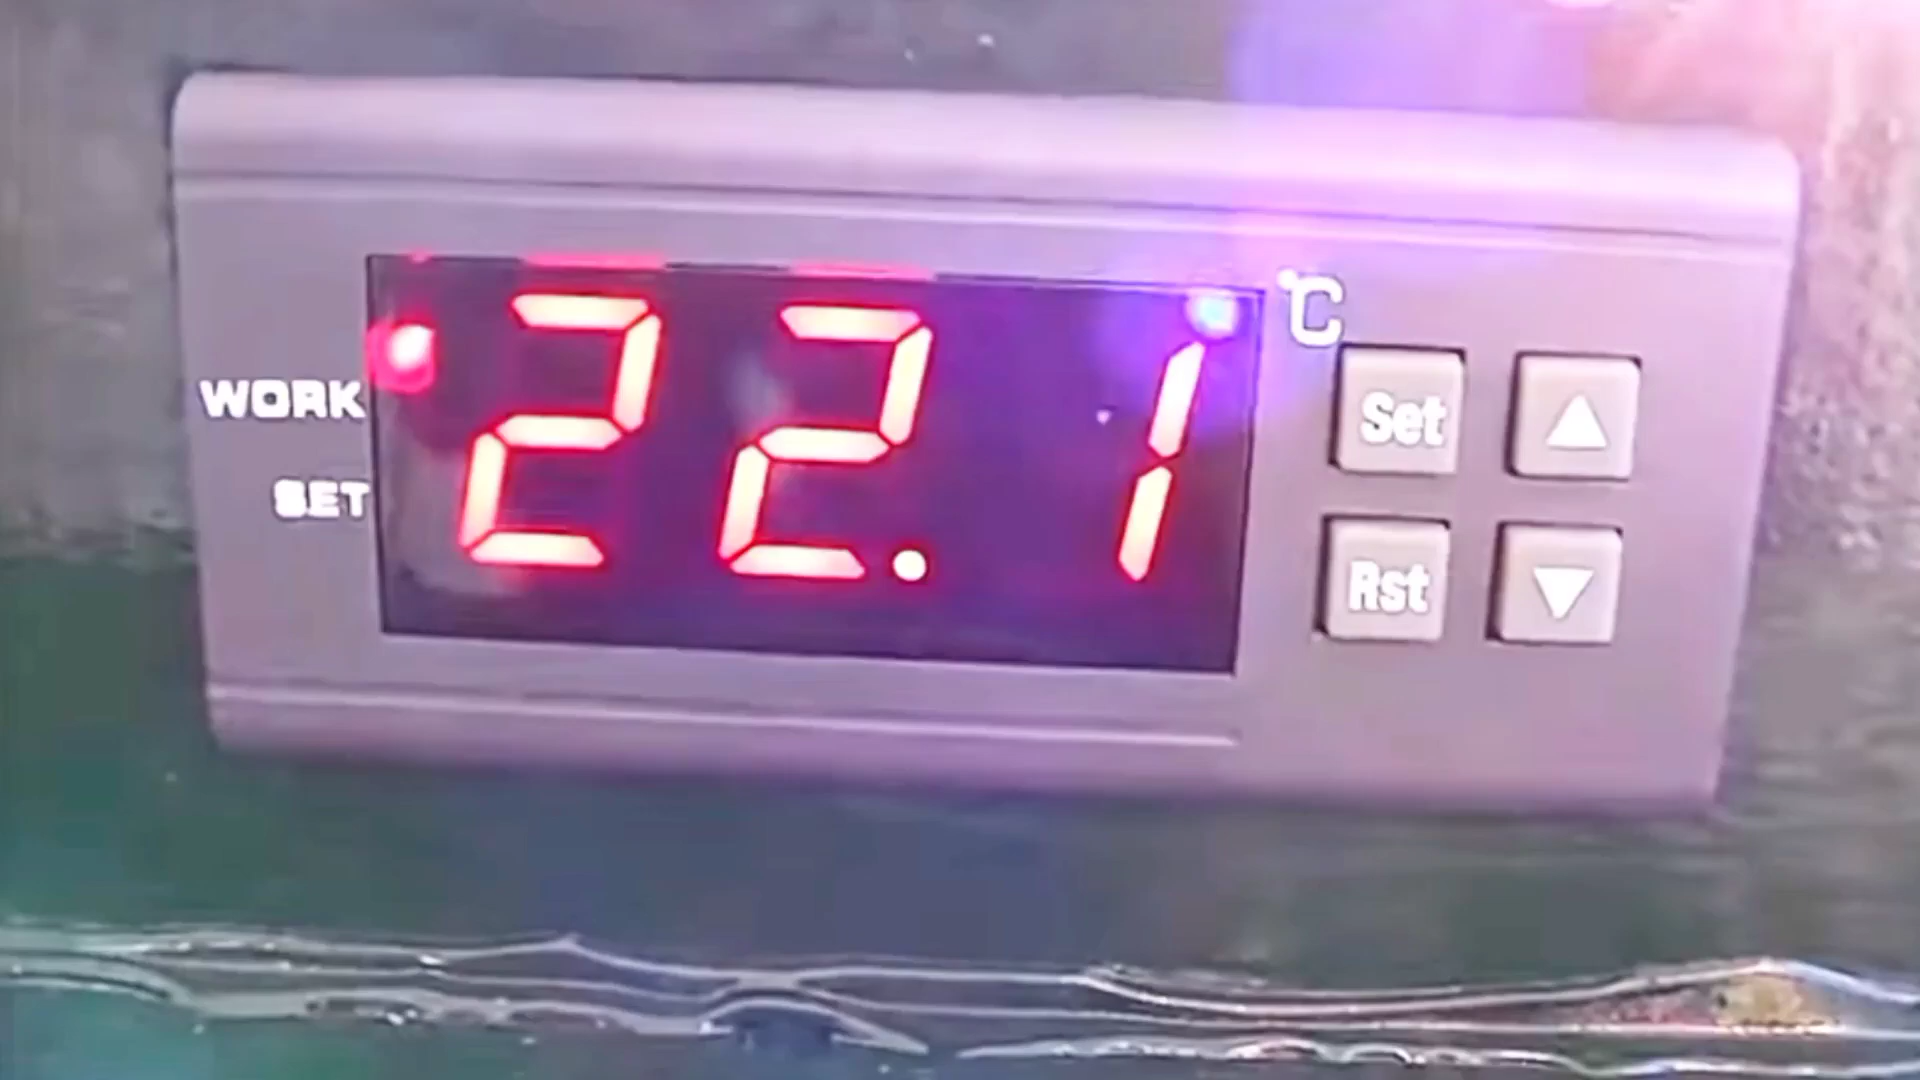 22.1 °C
WORK
SET
Set ▲
Rst ▼